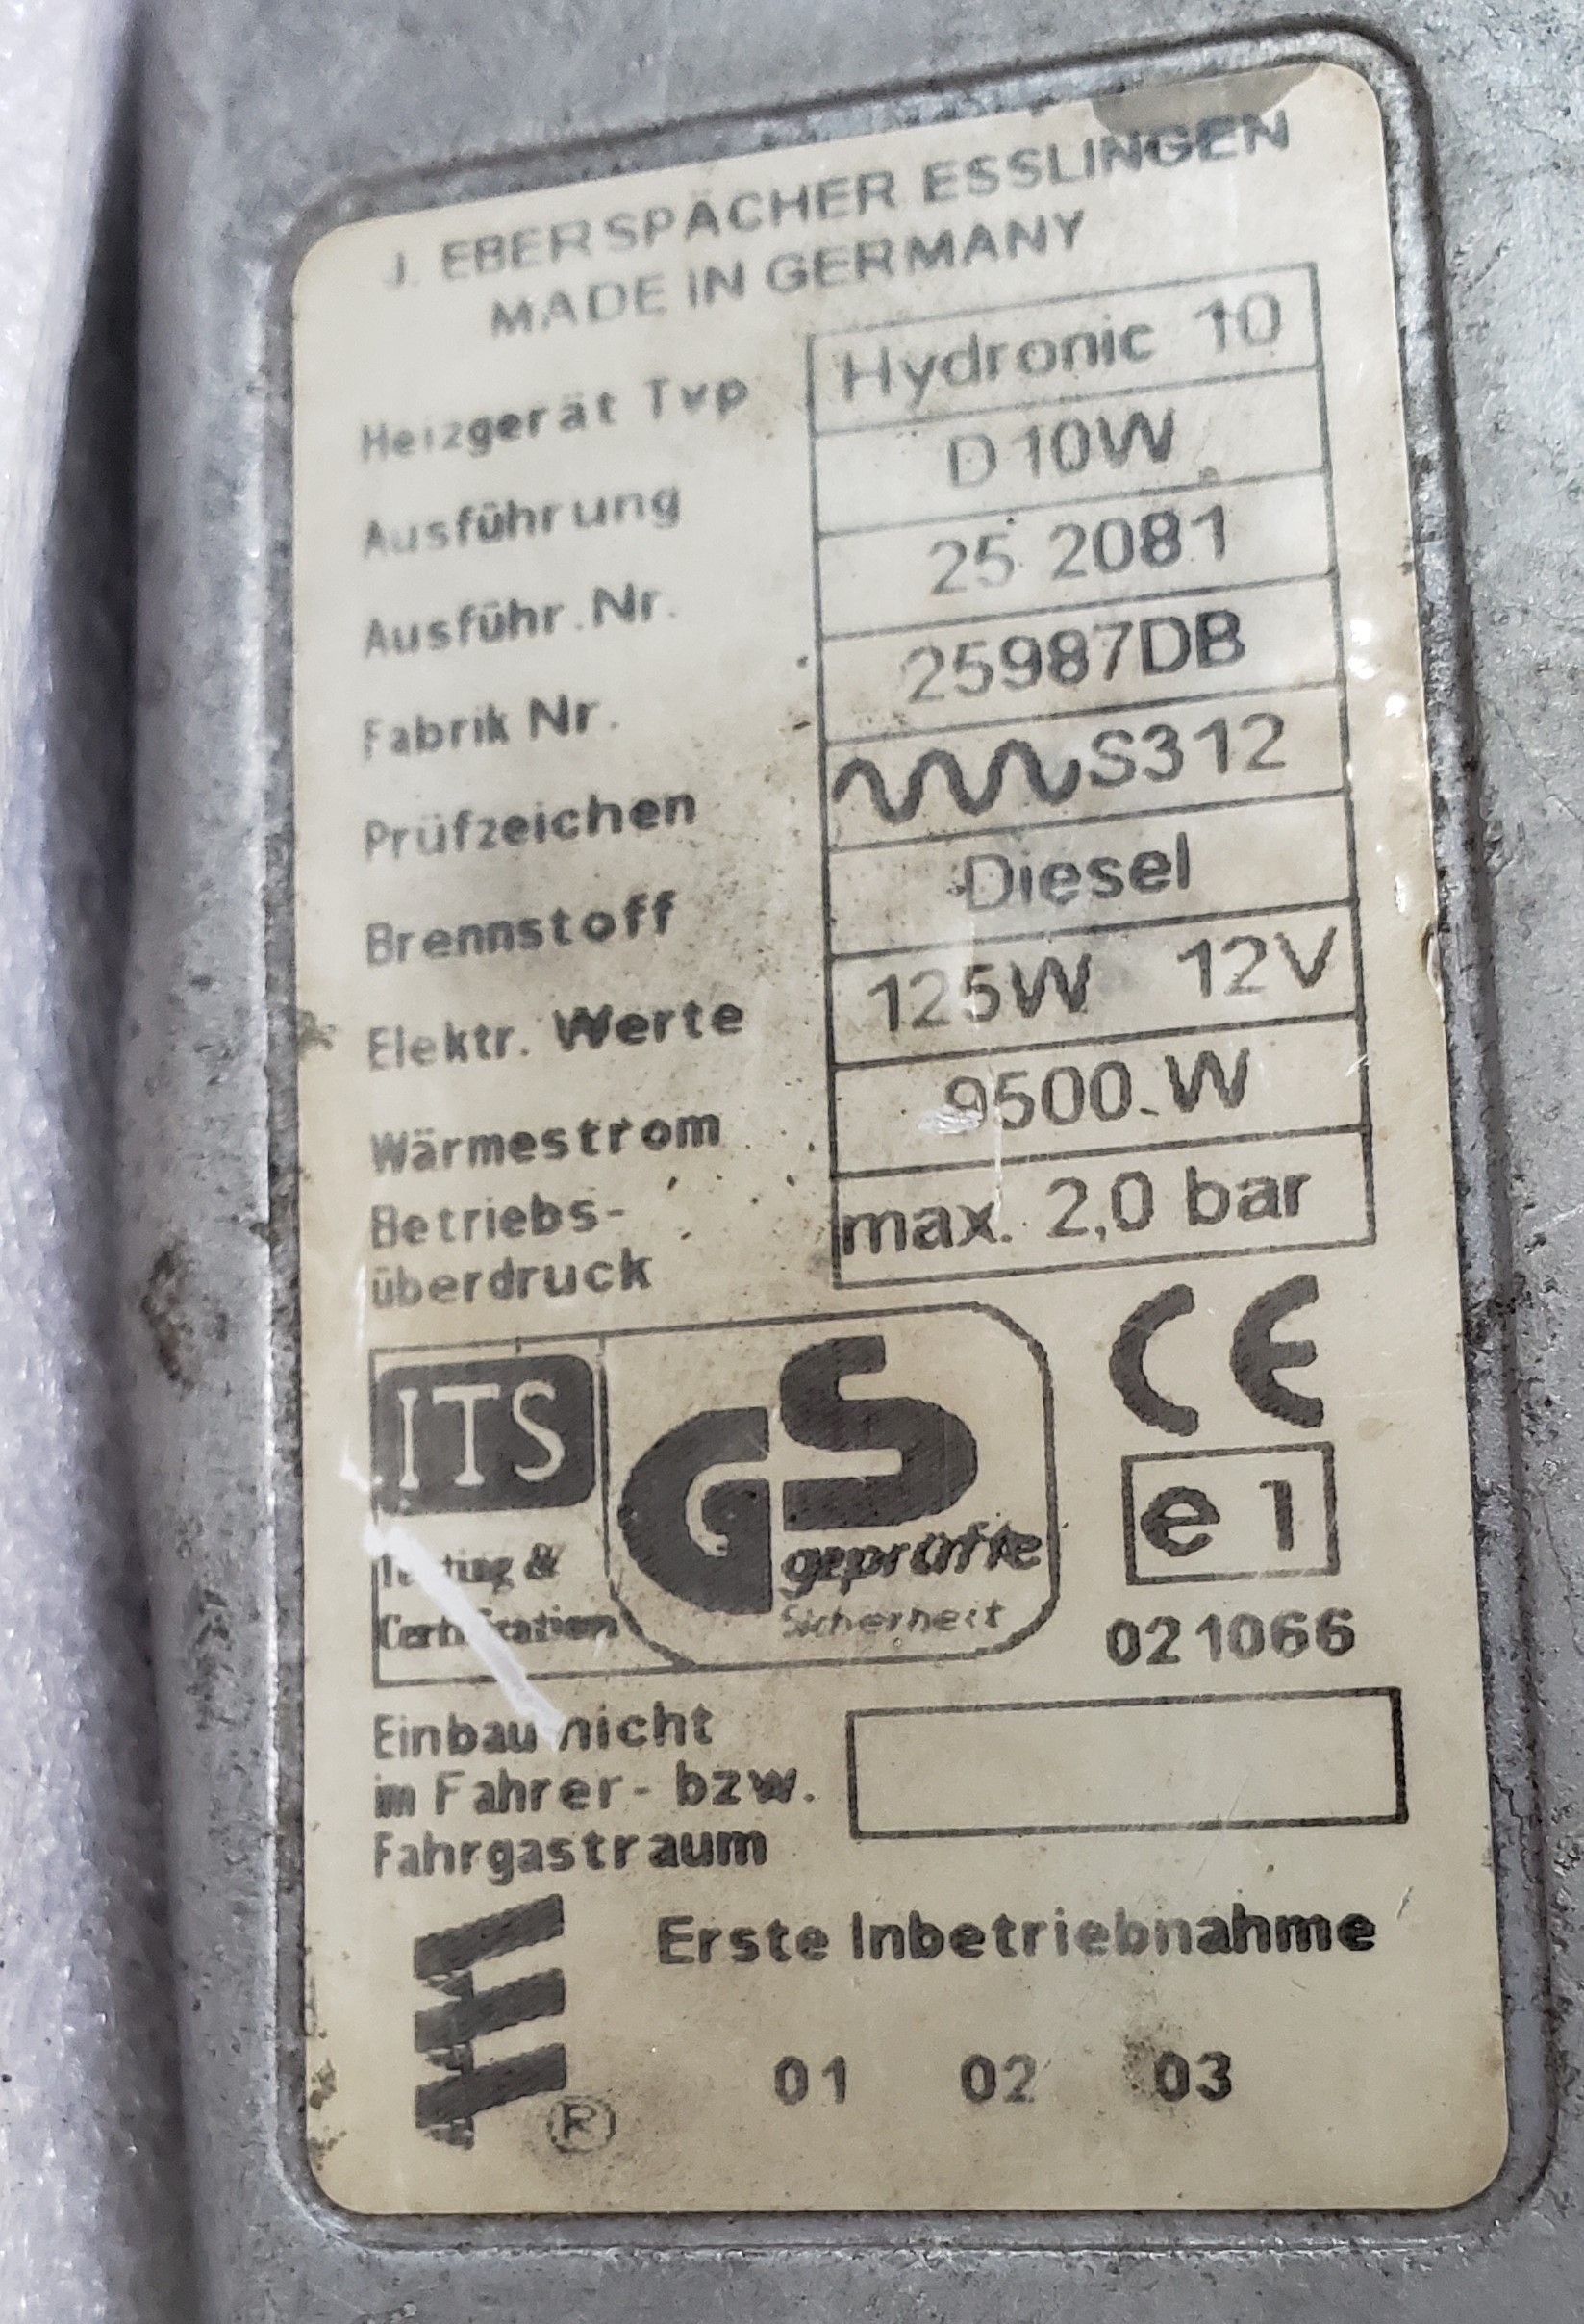 J. EBERSPÄCHER ESSLINGEN
MADE IN GERMANY
Heizgerät Typ Hydronic 10
Ausführung D10W
Ausführ.Nr. 25 2081
Fabrik Nr. 25987DB
Prüfzeichen S312
Brennstoff Diesel
Elektr. Werte 125W 12V
Wärmestrom 9500 W
Betriebs-
überdruck max. 2,0 bar
ITS
Testing &
Certification
GS
geprüfte
Sicherheit
CE
e1
021066
Einbau nicht
im Fahrer- bzw.
Fahrgastraum
Erste Inbetriebnahme
01 02 03
®